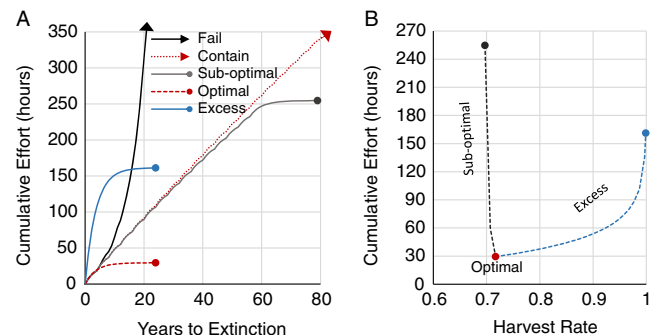 A
Cumulative Effort (hours)
350
300
250
200
150
100
50
0
0 20 40 60 80
Years to Extinction
Fail
Contain
Sub-optimal
Optimal
Excess
B
Cumulative Effort (hours)
270
240
210
180
150
120
90
60
30
0
0.6 0.7 0.8 0.9 1
Harvest Rate
Sub-optimal
Excess
Optimal